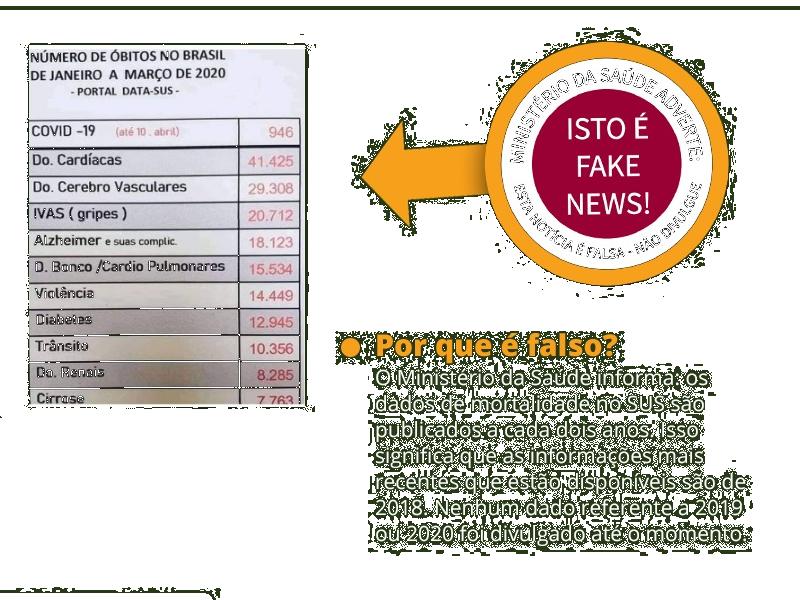 NÚMERO DE ÓBITOS NO BRASIL
DE JANEIRO A MARÇO DE 2020
- PORTAL DATA-SUS -
COVID -19 (até 10 . abril) 946
Do. Cardíacas 41.425
Do. Cerebro Vasculares 29.308
IVAS ( gripes ) 20.712
Alzheimer e suas complic. 18.123
D. Bonco /Cardio Pulmonares 15.534
Violência 14.449
Diabetes 12.945
Trânsito 10.356
Do. Renais 8.285
Cirrose 7.763
MINISTÉRIO DA SAÚDE ADVERTE:
ISTO É
FAKE
NEWS!
ESTA NOTÍCIA É FALSA - NÃO DIVULGUE
● Por que é falso?
O Ministério da Saúde informa: os
dados de mortalidade no SUS são
publicados a cada dois anos. Isso
significa que as informações mais
recentes que estão disponíveis são de
2018. Nenhum dado referente a 2019
ou 2020 foi divulgado até o momento.